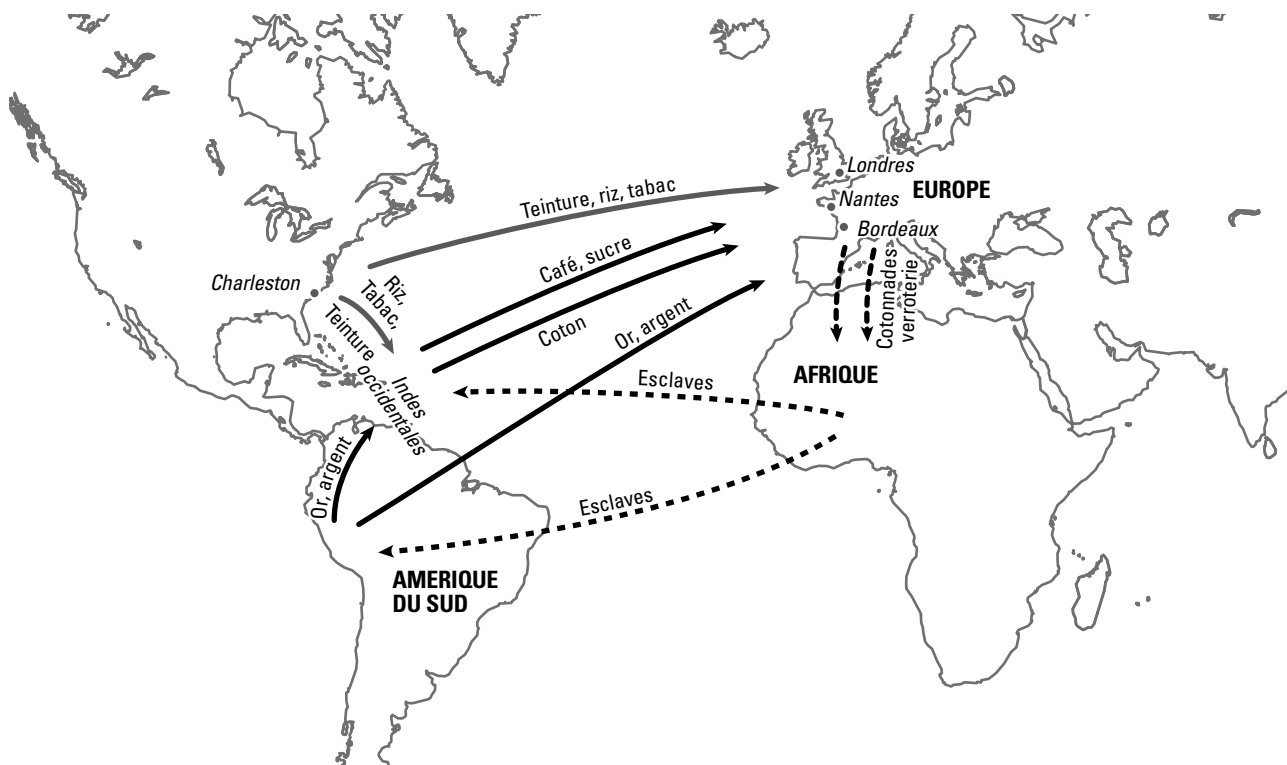 Londres
EUROPE
Nantes
Bordeaux
Teinture, riz, tabac
Café, sucre
Coton
Or, argent
Charleston
Riz,
Tabac,
Teinture
Indes
occidentales
Cotonnades
verroterie
AFRIQUE
Esclaves
Esclaves
Or, argent
AMERIQUE
DU SUD